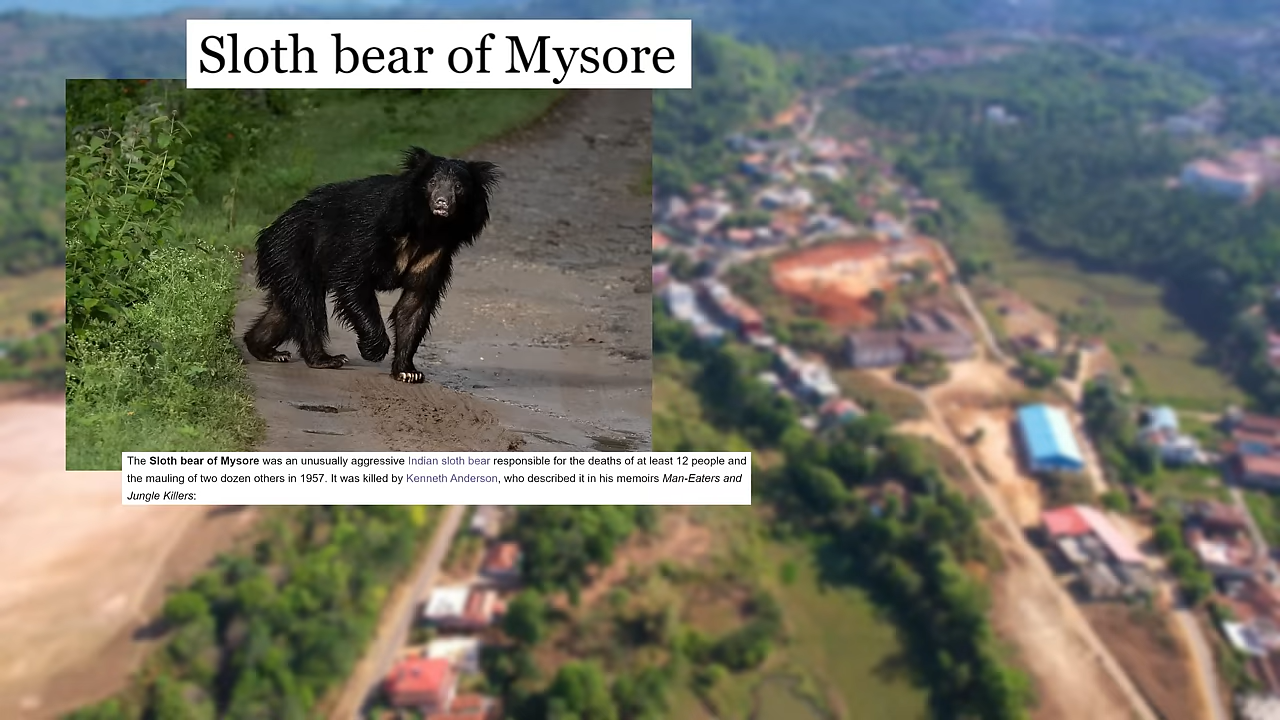 Sloth bear of Mysore
The Sloth bear of Mysore was an unusually aggressive Indian sloth bear responsible for the deaths of at least 12 people and
the mauling of two dozen others in 1957. It was killed by Kenneth Anderson, who described it in his memoirs Man-Eaters and
Jungle Killers: